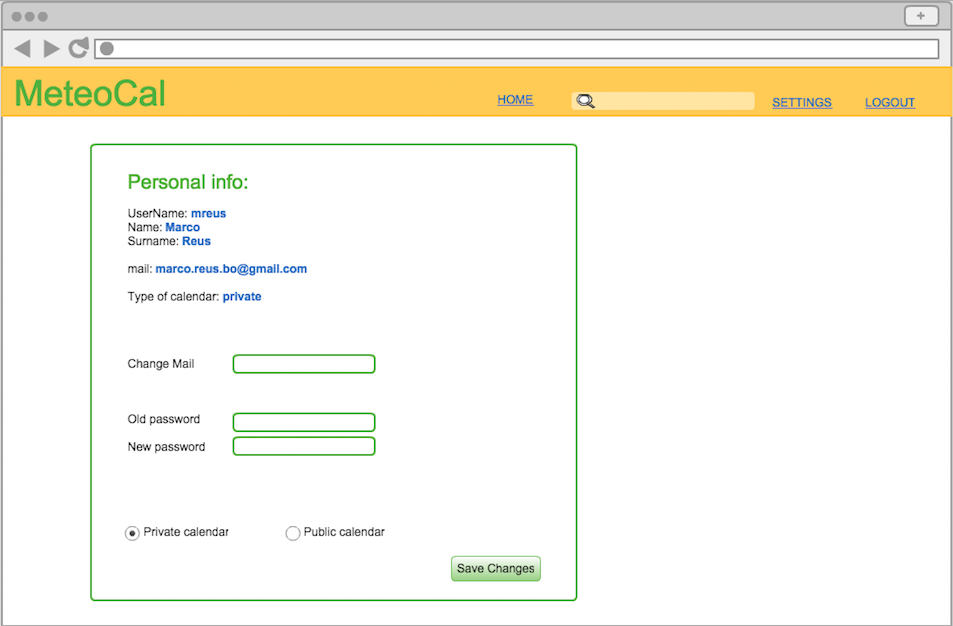 MeteoCal
HOME
SETTINGS
LOGOUT
Personal info:
UserName: mreus
Name: Marco
Surname: Reus
mail: marco.reus.bo@gmail.com
Type of calendar: private
Change Mail
Old password
New password
Private calendar
Public calendar
Save Changes